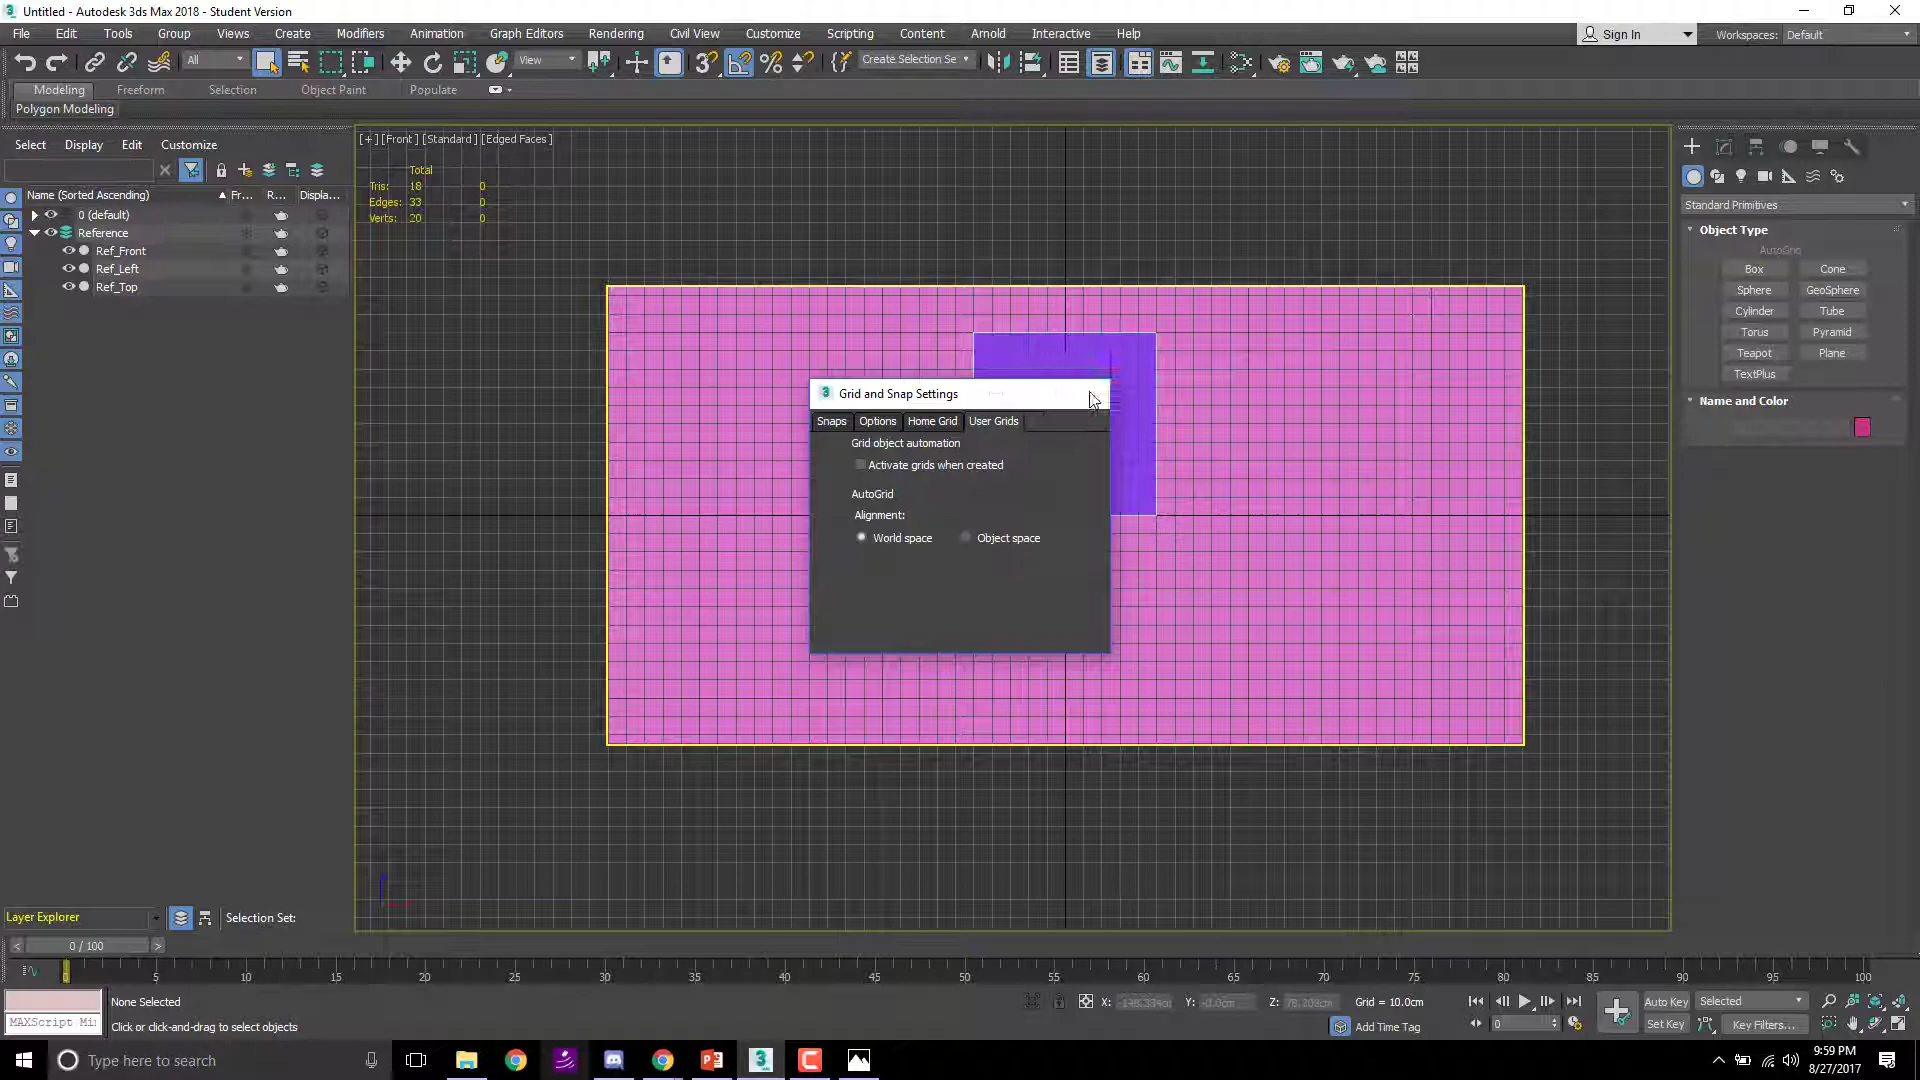 Untitled - Autodesk 3ds Max 2018 - Student Version
File Edit Tools Group Views Create Modifiers Animation Graph Editors Rendering Civil View Customize Scripting Content Arnold Interactive Help Sign In Workspaces: Default
All View Create Selection Se
Modeling Freeform Selection Object Paint Populate
Polygon Modeling
Select Display Edit Customize
Name (Sorted Ascending) Fr... R... Displa...
0 (default)
Reference
Ref_Front
Ref_Left
Ref_Top
[+] [Front] [Standard] [Edged Faces]
Total
Tris: 18 0
Edges: 33 0
Verts: 20 0
Grid and Snap Settings
Snaps Options Home Grid User Grids
Grid object automation
Activate grids when created
AutoGrid
Alignment:
World space Object space
Standard Primitives
Object Type
AutoGrid
Box Cone
Sphere GeoSphere
Cylinder Tube
Torus Pyramid
Teapot Plane
TextPlus
Name and Color
Layer Explorer Selection Set:
< 0 / 100 >
0 5 10 15 20 25 30 35 40 45 50 55 60 65 70 75 80 85 90 95 100
None Selected X: Y: Z: Grid = 10.0cm Auto Key Selected
MAXScript Mi Click or click-and-drag to select objects Add Time Tag 0 Set Key Key Filters...
Type here to search
9:59 PM
8/27/2017